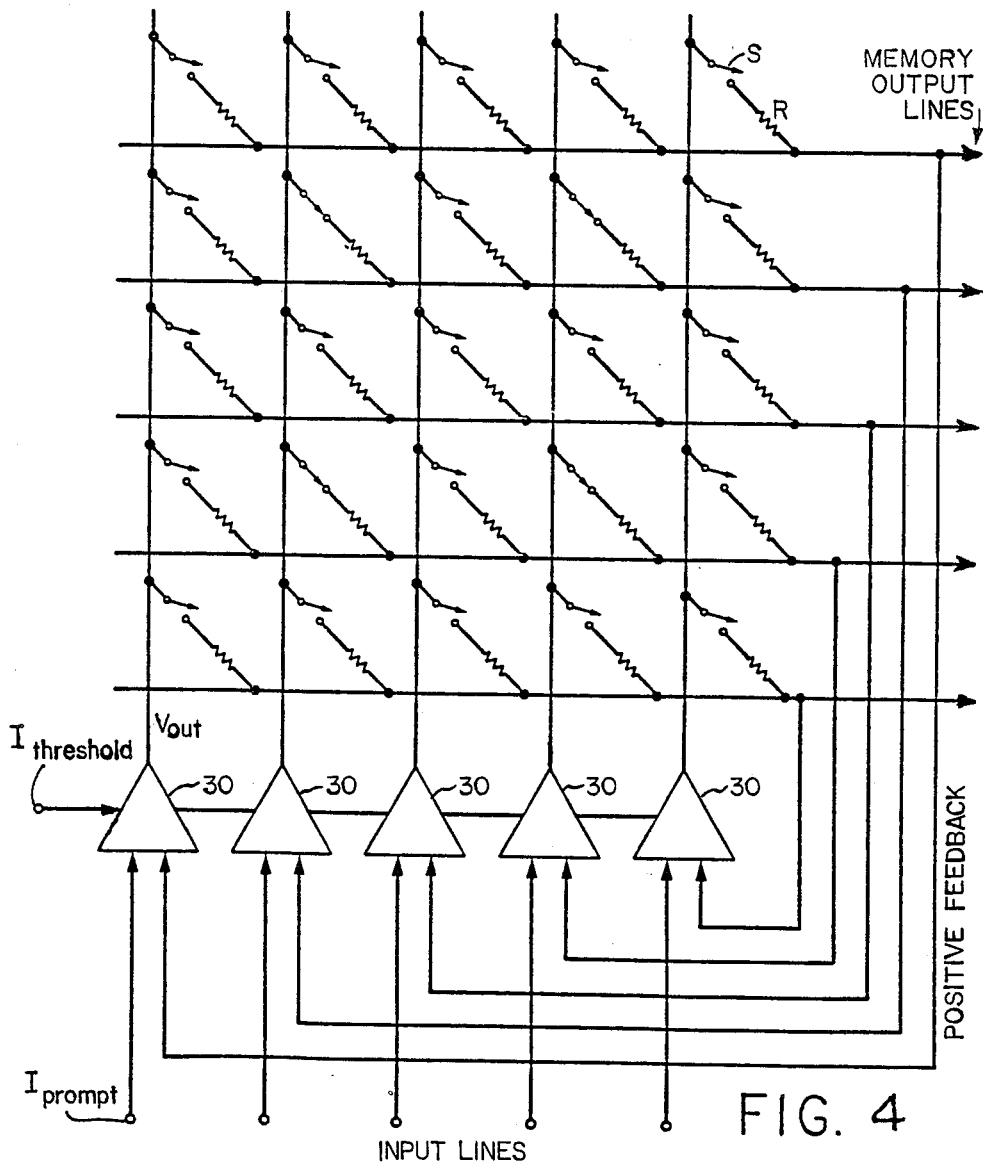 S
MEMORY
OUTPUT
LINES
R
Vout
I threshold
30
30
30
30
30
POSITIVE FEEDBACK
I prompt
INPUT LINES
FIG. 4